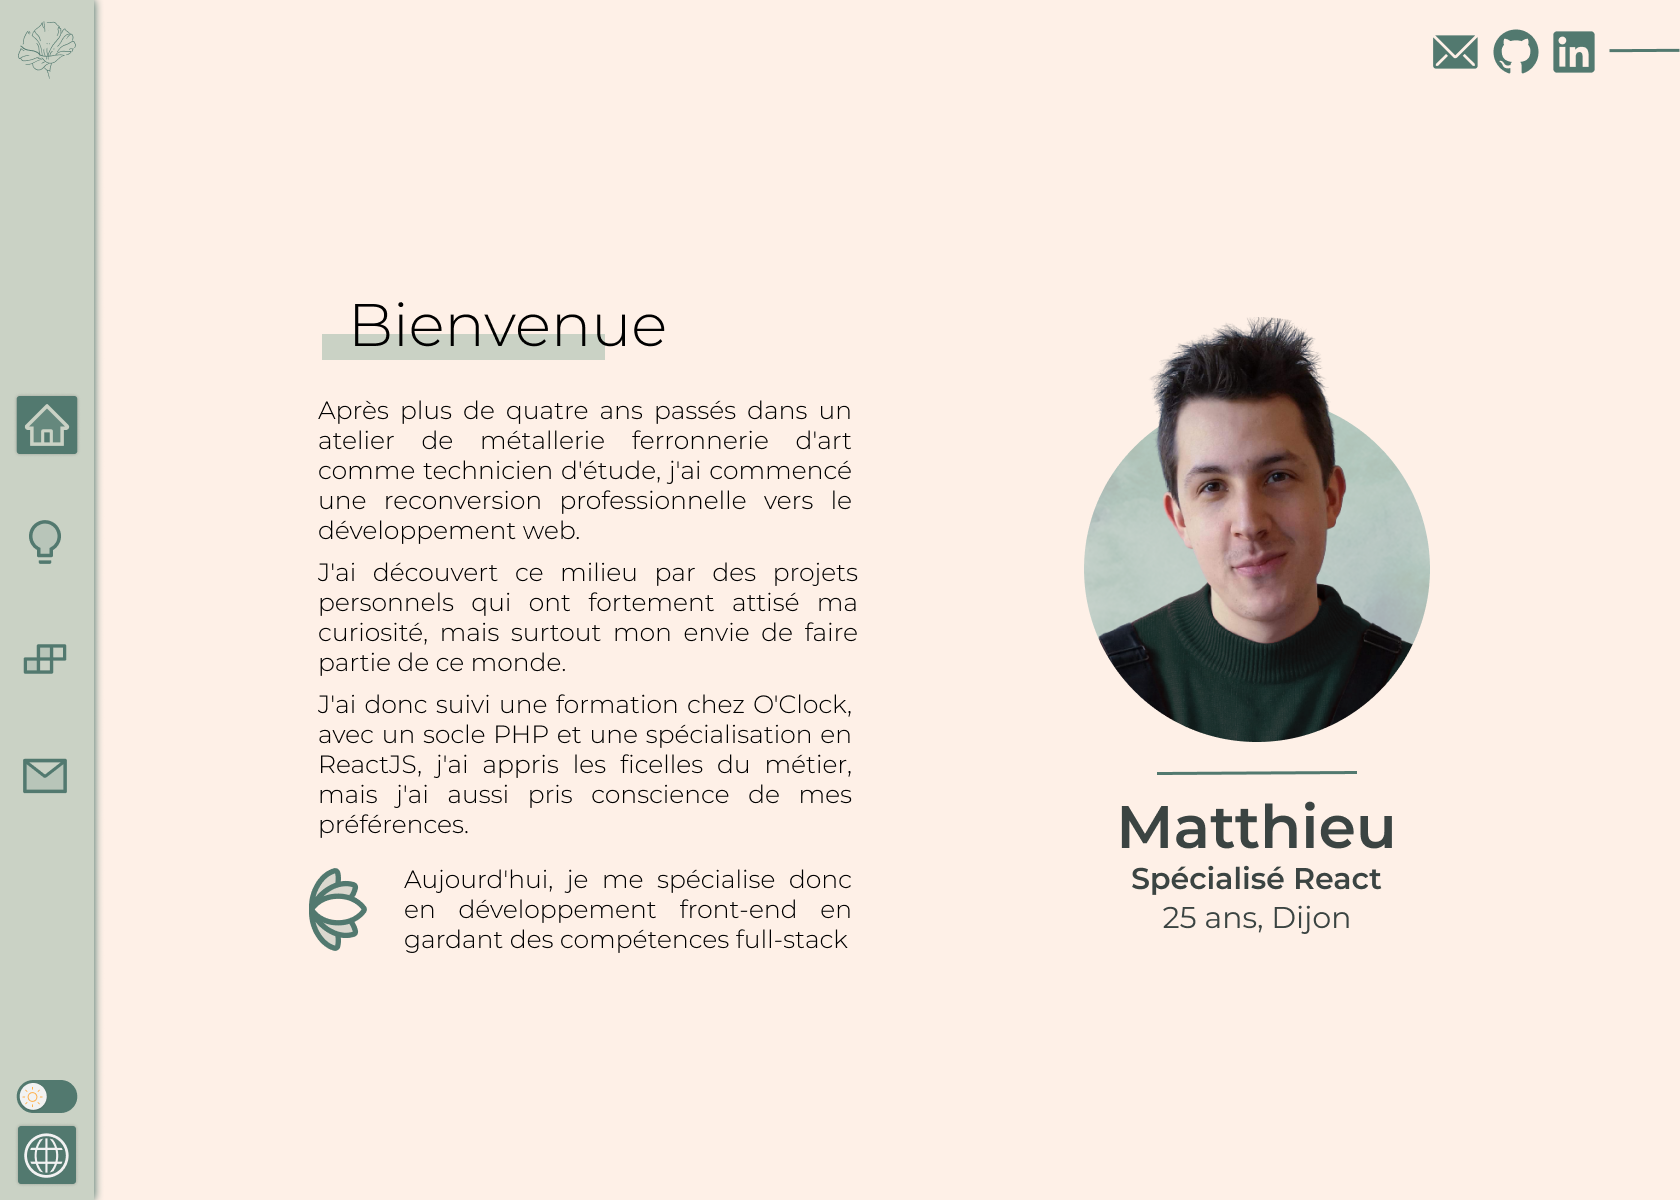 Bienvenue
Après plus de quatre ans passés dans un
atelier de métallerie ferronnerie d'art
comme technicien d'étude, j'ai commencé
une reconversion professionnelle vers le
développement web.
J'ai découvert ce milieu par des projets
personnels qui ont fortement attisé ma
curiosité, mais surtout mon envie de faire
partie de ce monde.
J'ai donc suivi une formation chez O'Clock,
avec un socle PHP et une spécialisation en
ReactJS, j'ai appris les ficelles du métier,
mais j'ai aussi pris conscience de mes
préférences.
Aujourd'hui, je me spécialise donc
en développement front-end en
gardant des compétences full-stack
Matthieu
Spécialisé React
25 ans, Dijon
in